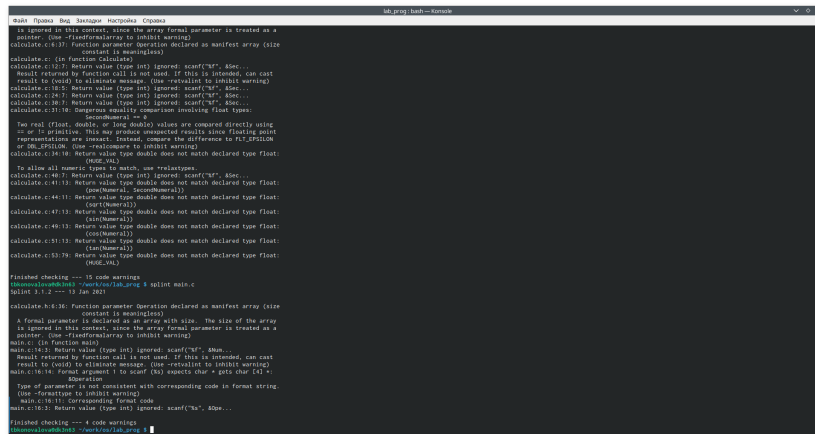 lab_prog : bash — Konsole
Файл Правка Вид Закладки Настройка Справка
is ignored in this context, since the array formal parameter is treated as a
pointer. (Use -fixedformalarray to inhibit warning)
calculate.c:6:37: Function parameter Operation declared as manifest array (size
constant is meaningless)
calculate.c: (in function Calculate)
calculate.c:12:7: Return value (type int) ignored: scanf("%f", &Sec...
Result returned by function call is not used. If this is intended, can cast
result to (void) to eliminate message. (Use -retvalint to inhibit warning)
calculate.c:18:5: Return value (type int) ignored: scanf("%f", &Sec...
calculate.c:24:7: Return value (type int) ignored: scanf("%f", &Sec...
calculate.c:30:7: Return value (type int) ignored: scanf("%f", &Sec...
calculate.c:31:10: Dangerous equality comparison involving float types:
SecondNumeral == 0
Two real (float, double, or long double) values are compared directly using
== or != primitive. This may produce unexpected results since floating point
representations are inexact. Instead, compare the difference to FLT_EPSILON
or DBL_EPSILON. (Use -realcompare to inhibit warning)
calculate.c:34:10: Return value type double does not match declared type float:
(HUGE_VAL)
To allow all numeric types to match, use +relaxtypes.
calculate.c:40:7: Return value (type int) ignored: scanf("%f", &Sec...
calculate.c:41:13: Return value type double does not match declared type float:
(pow(Numeral, SecondNumeral))
calculate.c:44:11: Return value type double does not match declared type float:
(sqrt(Numeral))
calculate.c:47:13: Return value type double does not match declared type float:
(sin(Numeral))
calculate.c:49:13: Return value type double does not match declared type float:
(cos(Numeral))
calculate.c:51:13: Return value type double does not match declared type float:
(tan(Numeral))
calculate.c:53:79: Return value type double does not match declared type float:
(HUGE_VAL)
Finished checking --- 15 code warnings
tbkonovalova@dk3n63 ~/work/os/lab_prog $ splint main.c
Splint 3.1.2 --- 13 Jan 2021
calculate.h:6:36: Function parameter Operation declared as manifest array (size
constant is meaningless)
A formal parameter is declared as an array with size. The size of the array
is ignored in this context, since the array formal parameter is treated as a
pointer. (Use -fixedformalarray to inhibit warning)
main.c: (in function main)
main.c:14:3: Return value (type int) ignored: scanf("%f", &Num...
Result returned by function call is not used. If this is intended, can cast
result to (void) to eliminate message. (Use -retvalint to inhibit warning)
main.c:16:14: Format argument 1 to scanf (%s) expects char * gets char [4] *:
&Operation
Type of parameter is not consistent with corresponding code in format string.
(Use -formattype to inhibit warning)
main.c:16:11: Corresponding format code
main.c:16:3: Return value (type int) ignored: scanf("%s", &Ope...
Finished checking --- 4 code warnings
tbkonovalova@dk3n63 ~/work/os/lab_prog $